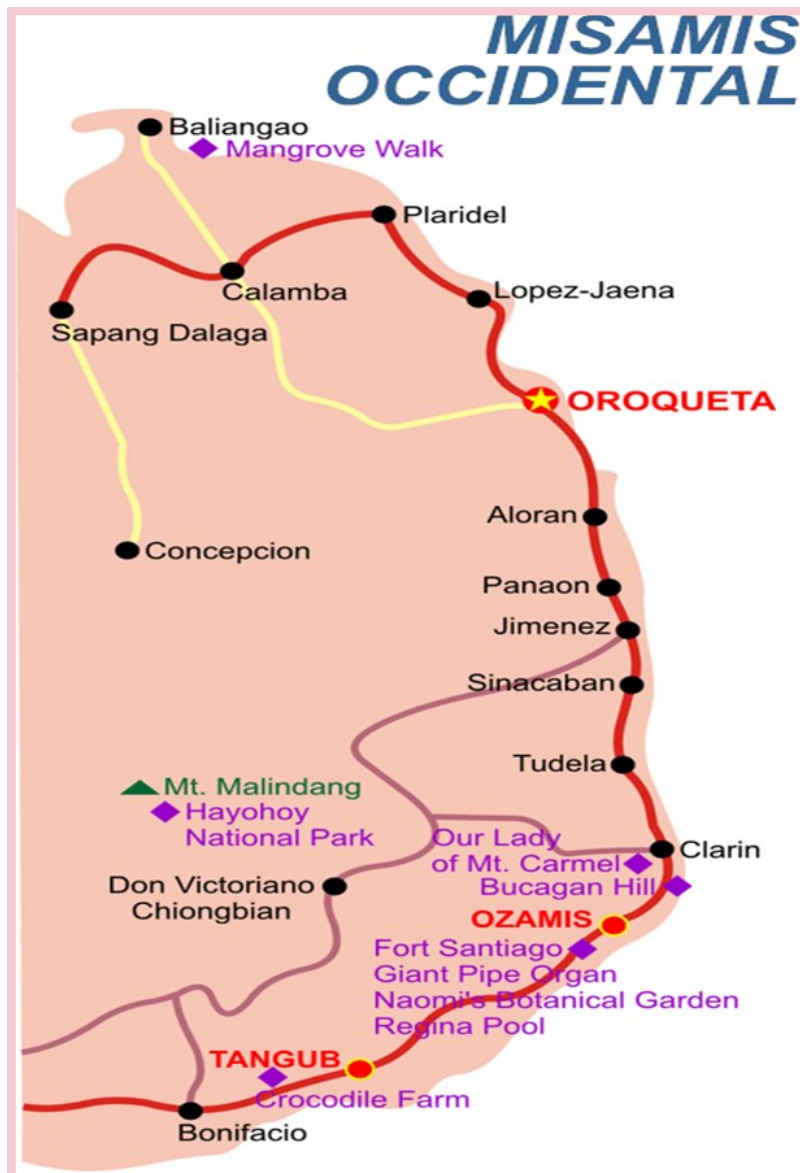 MISAMIS
OCCIDENTAL
Baliangao
Mangrove Walk
Plaridel
Calamba
Lopez-Jaena
Sapang Dalaga
OROQUETA
Aloran
Concepcion
Panaon
Jimenez
Sinacaban
Tudela
Mt. Malindang
Hayohoy
National Park
Our Lady
of Mt. Carmel
Clarin
Bucagan Hill
Don Victoriano
Chiongbian
OZAMIS
Fort Santiago
Giant Pipe Organ
Naomi's Botanical Garden
Regina Pool
TANGUB
Crocodile Farm
Bonifacio